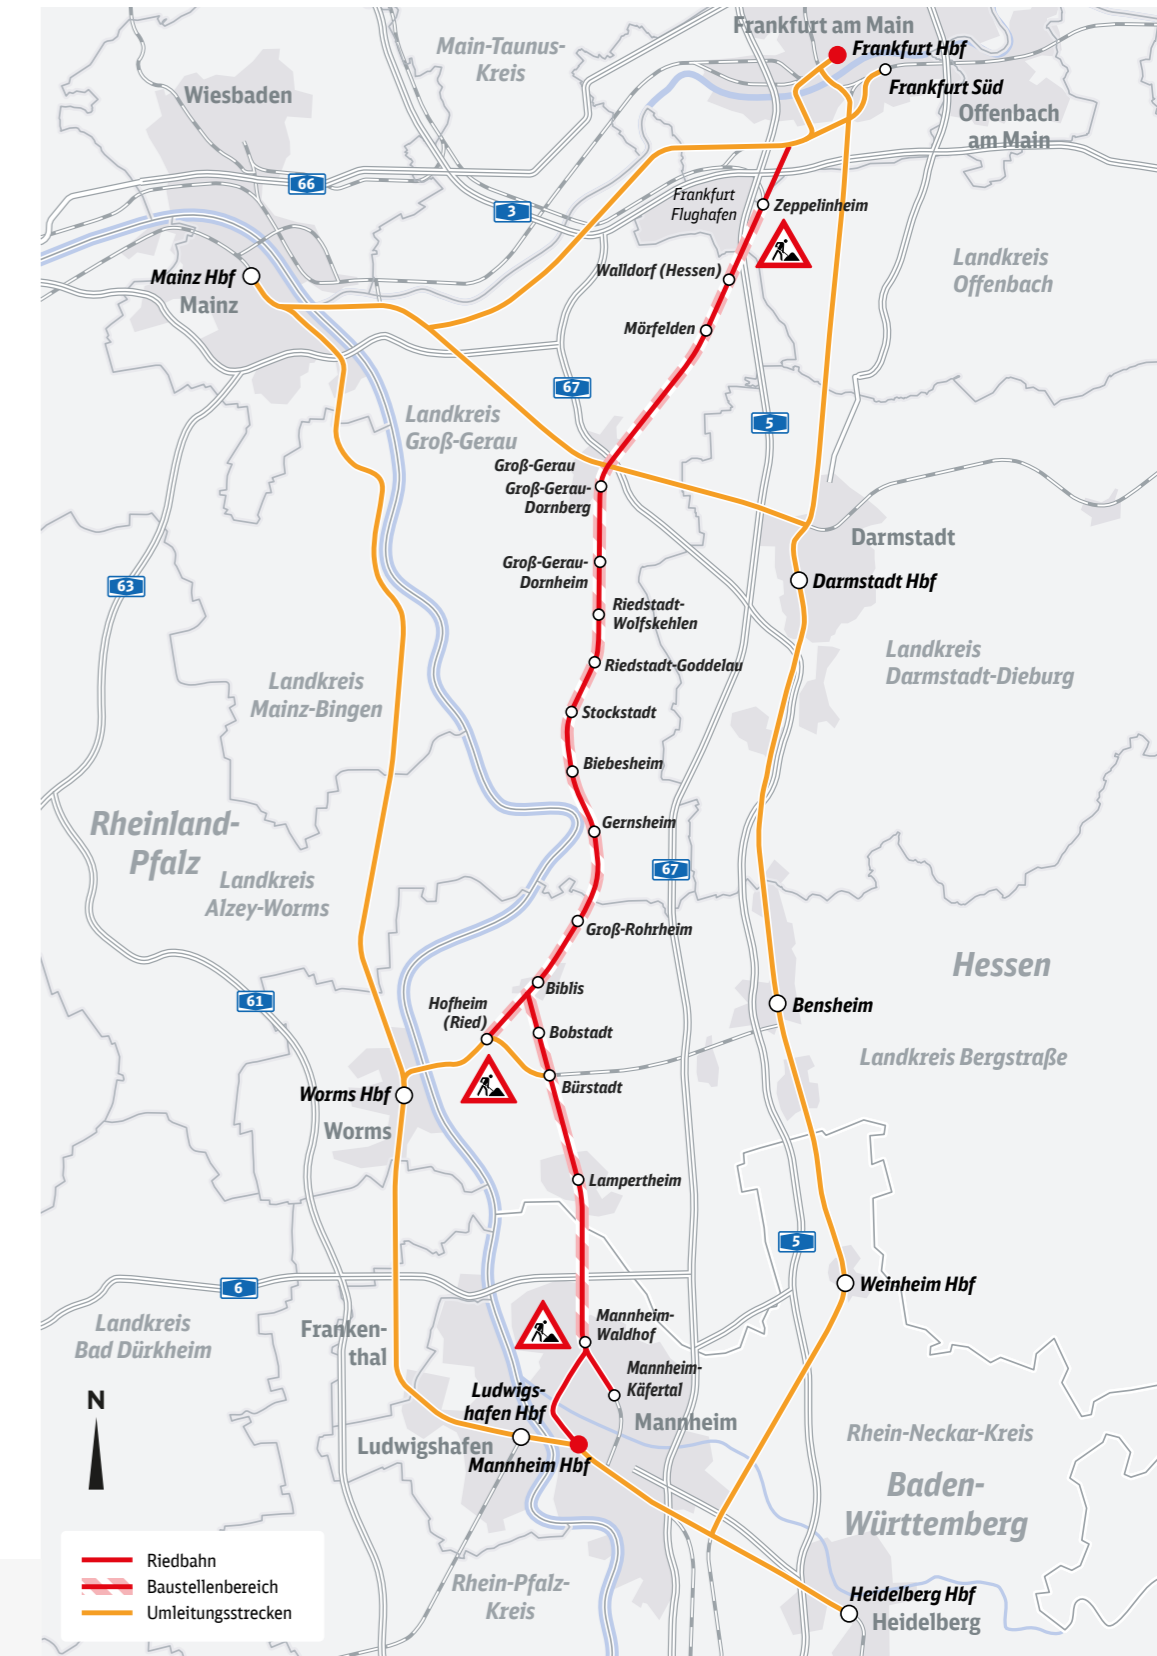 Frankfurt am Main
Frankfurt Hbf
Main-Taunus-
Kreis
Frankfurt Süd
Wiesbaden
Offenbach
am Main
66
3
Frankfurt
Flughafen
Zeppelinheim
Landkreis
Offenbach
Walldorf (Hessen)
Mainz Hbf
Mainz
Mörfelden
67
Landkreis
Groß-Gerau
5
Groß-Gerau
Groß-Gerau-
Dornberg
Darmstadt
Groß-Gerau-
Dornheim
63
Darmstadt Hbf
Riedstadt-
Wolfskehlen
Landkreis
Darmstadt-Dieburg
Riedstadt-Goddelau
Landkreis
Mainz-Bingen
Stockstadt
Biebesheim
Rheinland-
Pfalz
Gernsheim
67
Landkreis
Alzey-Worms
Groß-Rohrheim
Hessen
Biblis
61
Hofheim
(Ried)
Bensheim
Bobstadt
Landkreis Bergstraße
Bürstadt
Worms Hbf
Worms
Lampertheim
5
6
Weinheim Hbf
Landkreis
Bad Dürkheim
Franken-
thal
Mannheim-
Waldhof
Mannheim-
Käfertal
N
Ludwigs-
hafen Hbf
Mannheim
Ludwigshafen
Rhein-Neckar-Kreis
Mannheim Hbf
Baden-
Württemberg
Riedbahn
Baustellenbereich
Umleitungsstrecken
Rhein-Pfalz-
Kreis
Heidelberg Hbf
Heidelberg